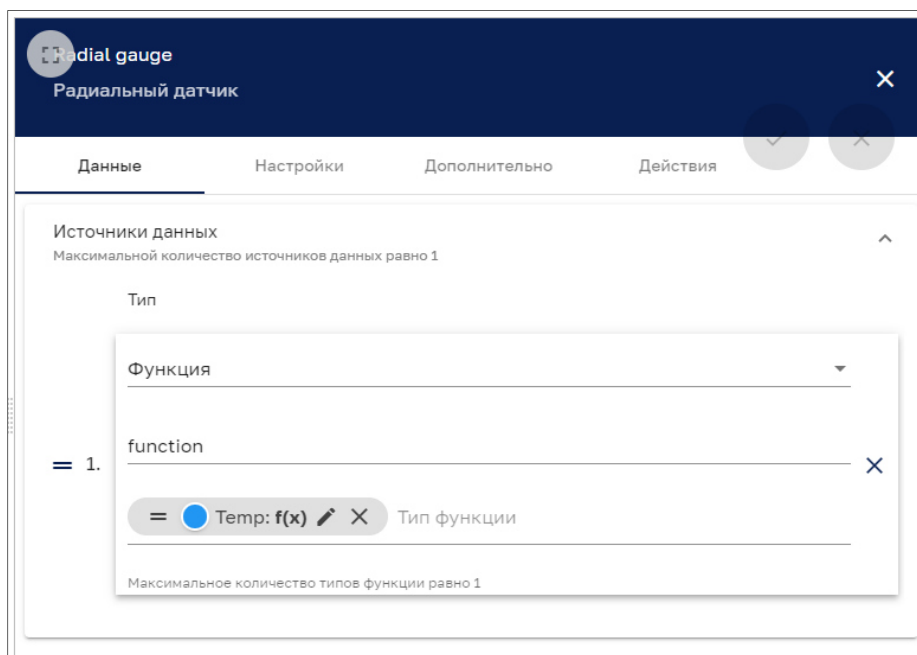 Radial gauge
Радиальный датчик
Данные Настройки Дополнительно Действия
Источники данных
Максимальной количество источников данных равно 1
Тип
Функция
function
1.
Temp: f(x) Тип функции
Максимальное количество типов функции равно 1